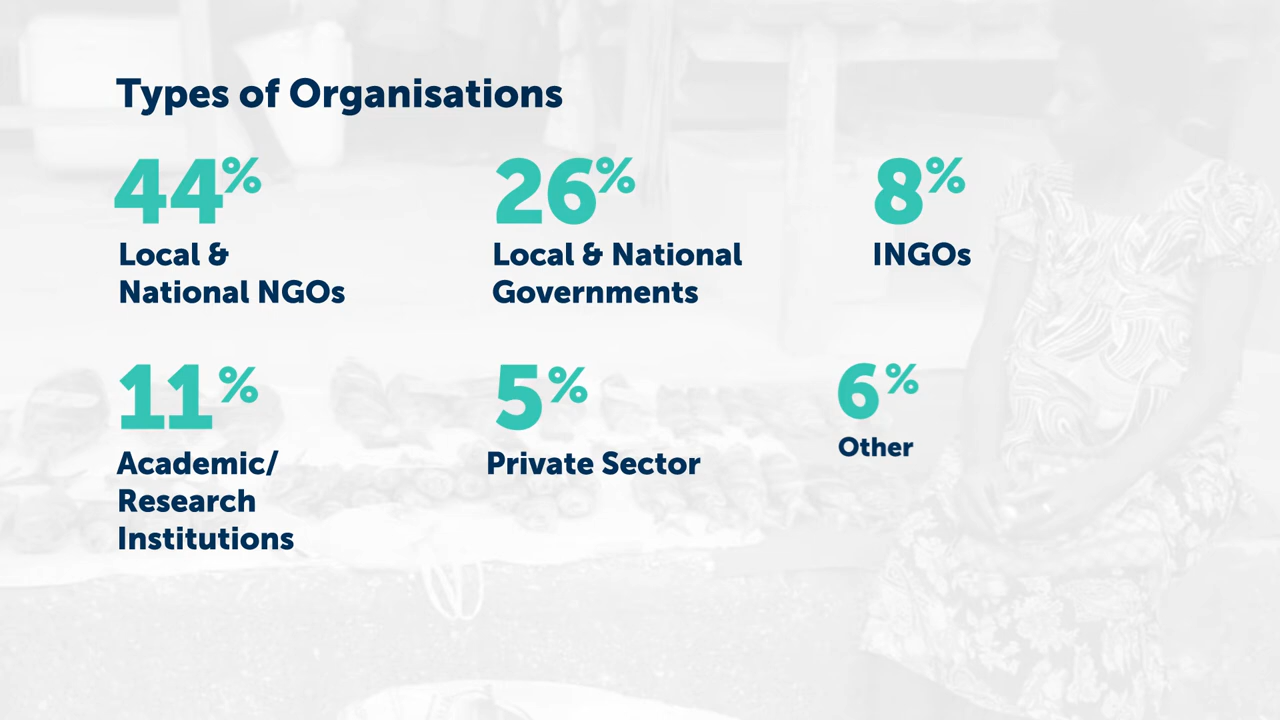 Types of Organisations
44%
Local &
National NGOs
26%
Local & National
Governments
8%
INGOs
11%
Academic/
Research
Institutions
5%
Private Sector
6%
Other